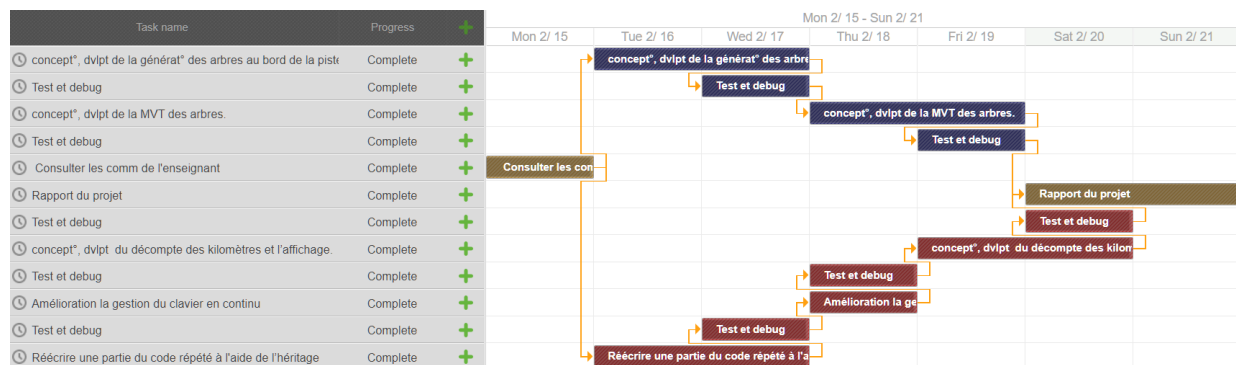 Task name Progress
Mon 2/ 15 - Sun 2/ 21
Mon 2/ 15 Tue 2/ 16 Wed 2/ 17 Thu 2/ 18 Fri 2/ 19 Sat 2/ 20 Sun 2/ 21
concept°, dvlpt de la générat° des arbres au bord de la piste Complete concept°, dvlpt de la générat° des arbre
Test et debug Complete Test et debug
concept°, dvlpt de la MVT des arbres. Complete concept°, dvlpt de la MVT des arbres.
Test et debug Complete Test et debug
Consulter les comm de l'enseignant Complete Consulter les con
Rapport du projet Complete Rapport du projet
Test et debug Complete Test et debug
concept°, dvlpt du décompte des kilomètres et l'affichage. Complete concept°, dvlpt du décompte des kilom
Test et debug Complete Test et debug
Amélioration la gestion du clavier en continu Complete Amélioration la ge
Test et debug Complete Test et debug
Réécrire une partie du code répété à l'aide de l'héritage Complete Réécrire une partie du code répété à l'a